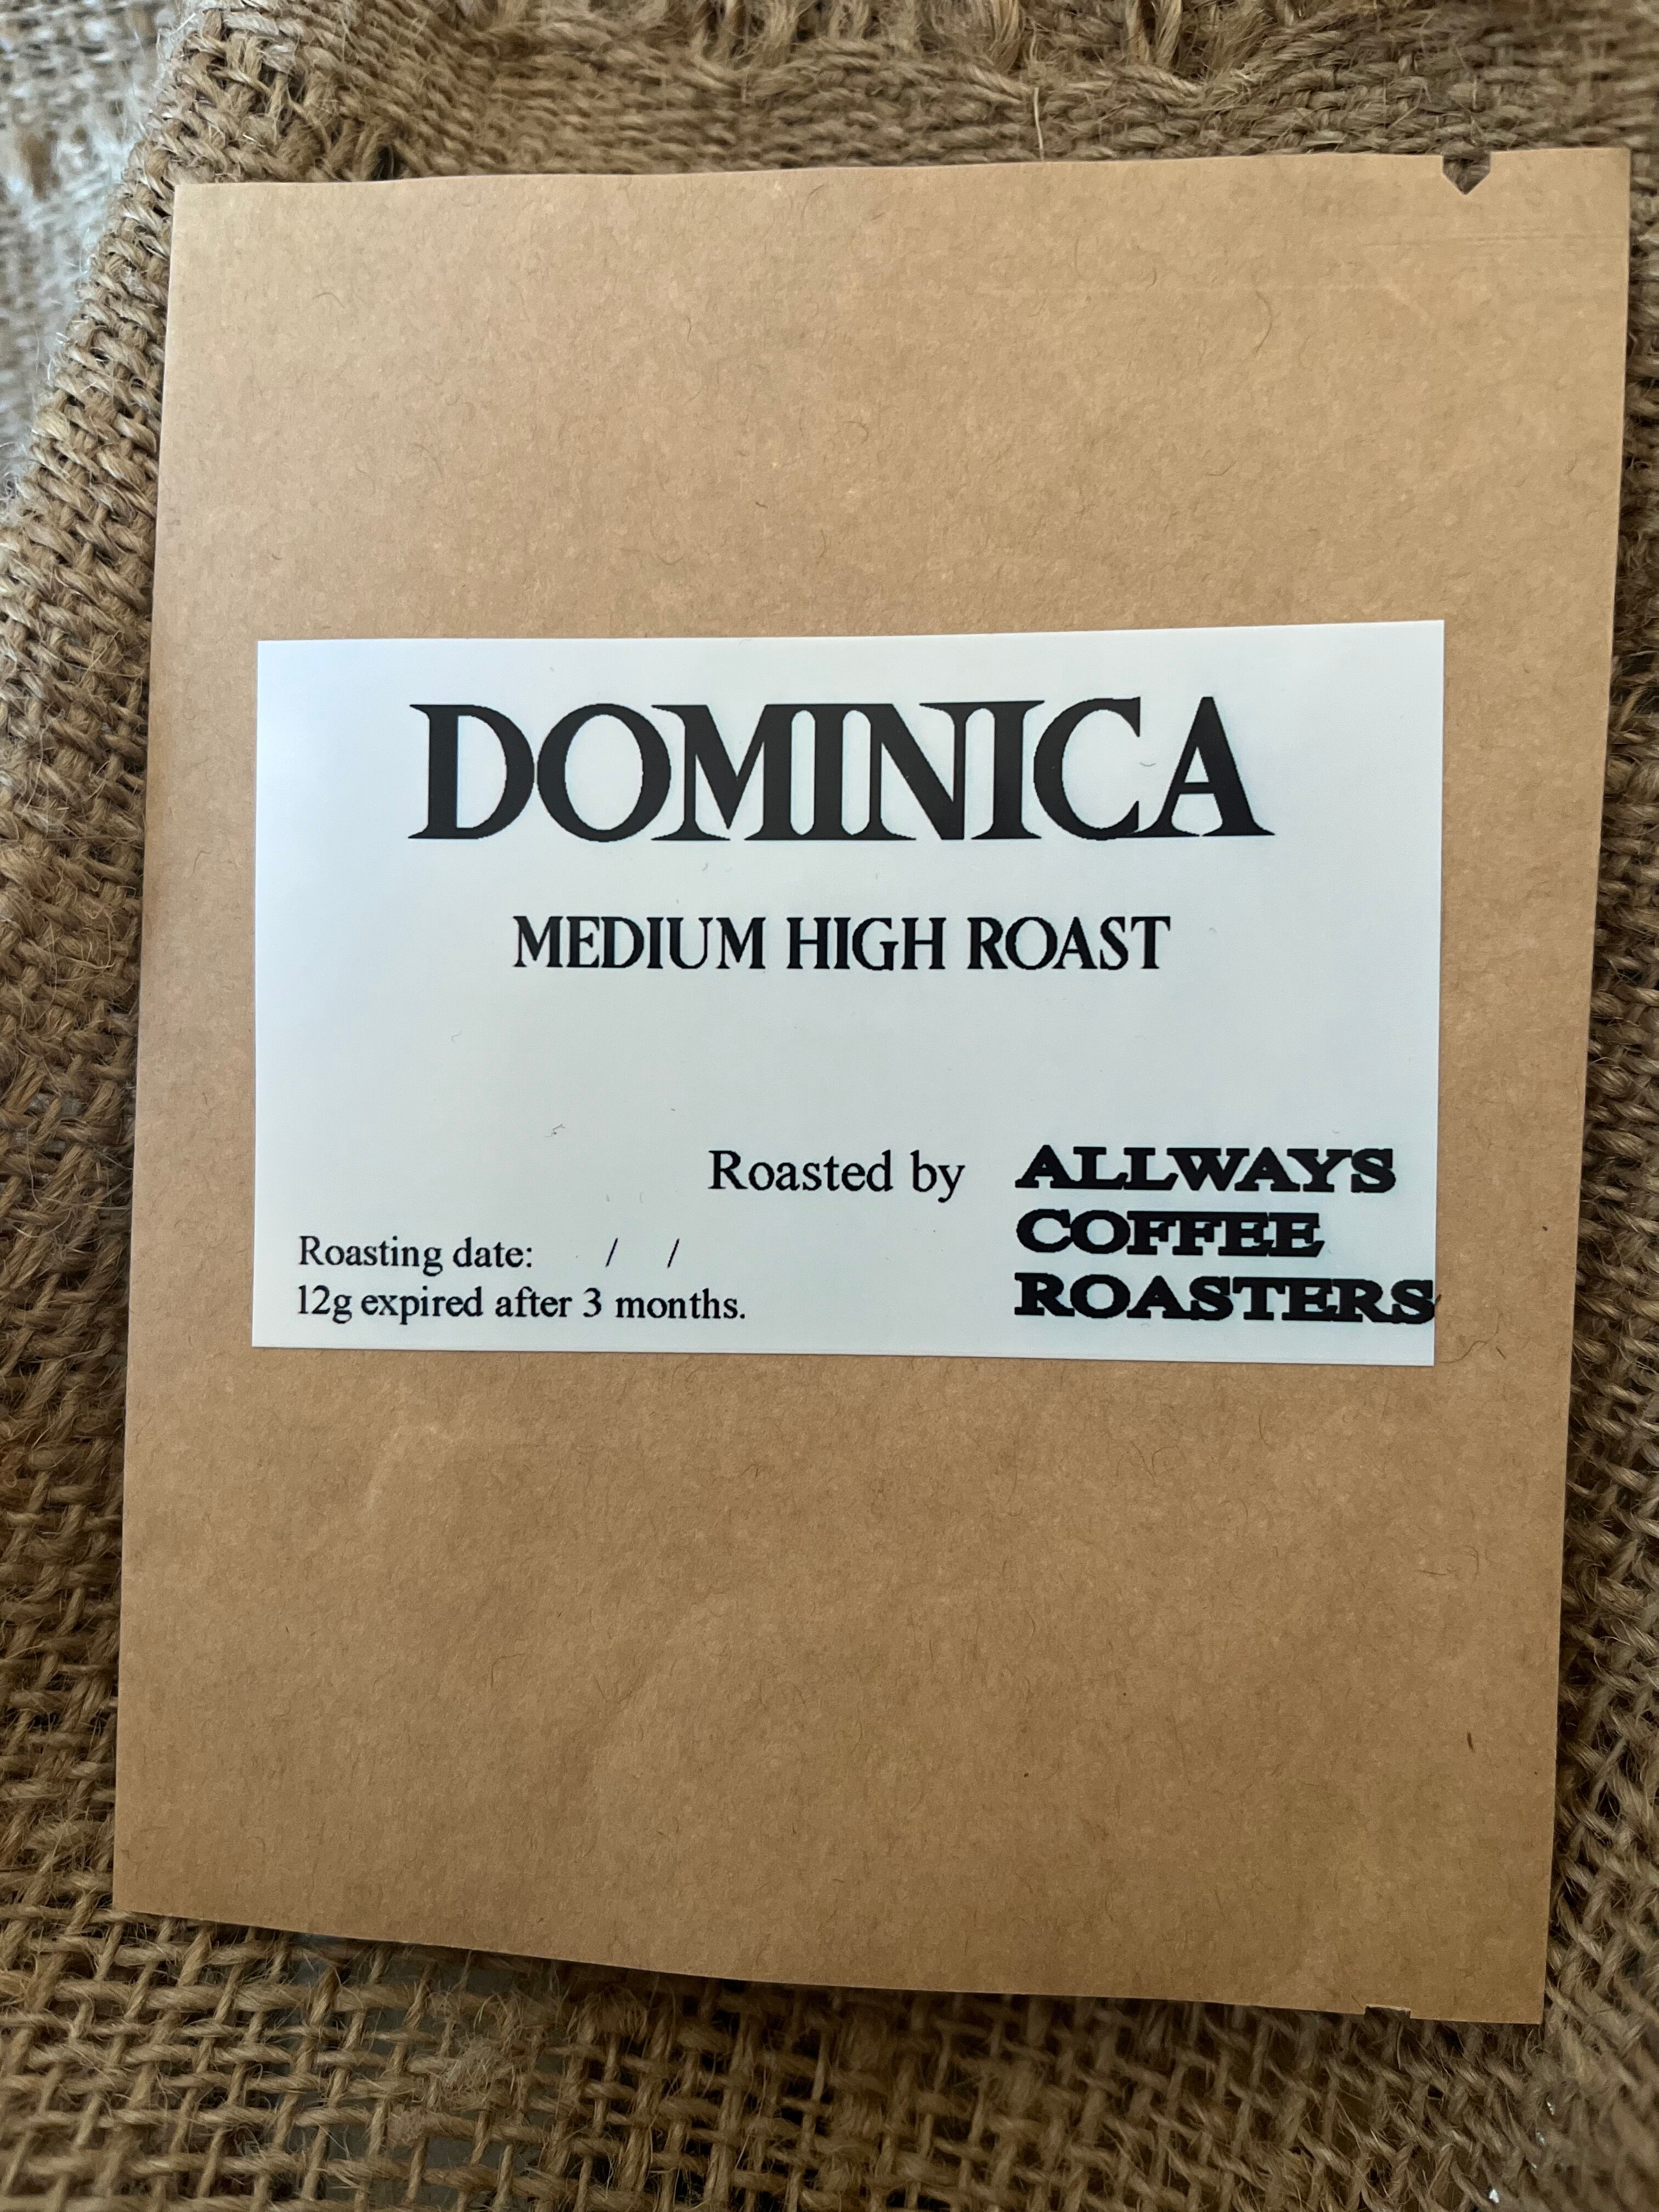 DOMINICA
MEDIUM HIGH ROAST
Roasted by ALLWAYS
COFFEE
ROASTERS
Roasting date: / /
12g expired after 3 months.